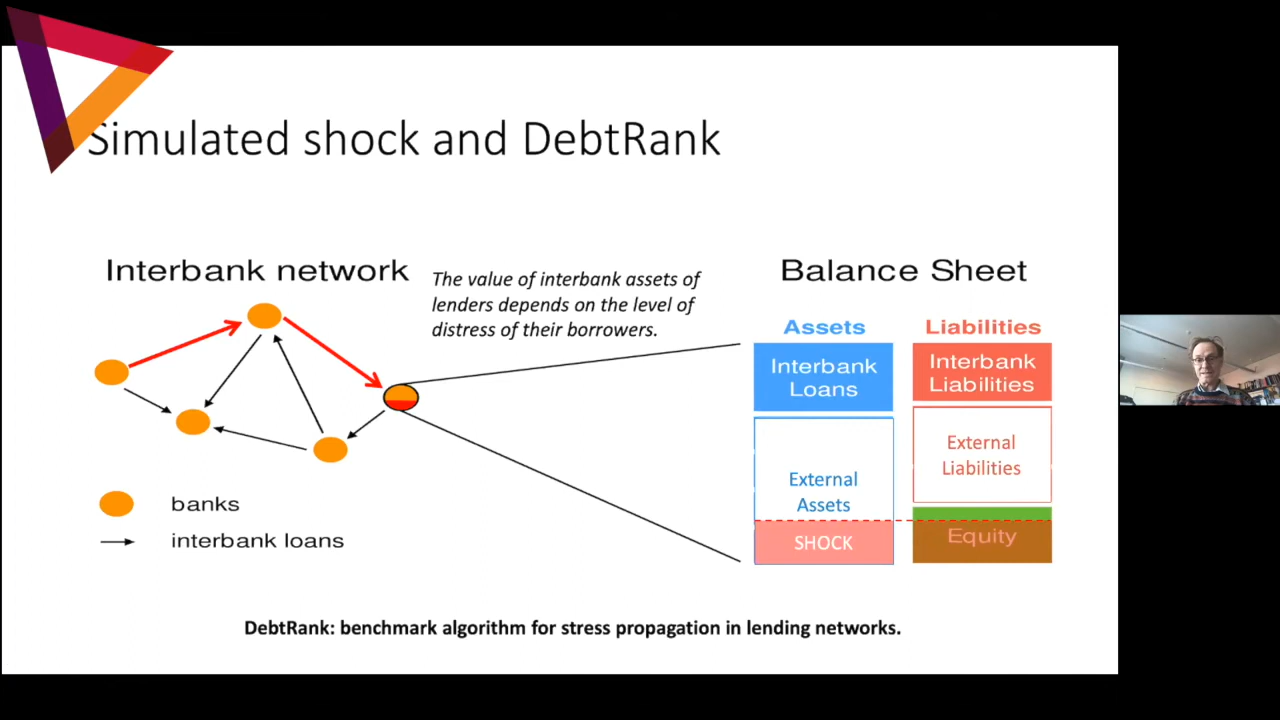 Simulated shock and DebtRank
Interbank network
The value of interbank assets of
lenders depends on the level of
distress of their borrowers.
banks
interbank loans
Balance Sheet
Assets
Liabilities
Interbank
Loans
Interbank
Liabilities
External
Assets
External
Liabilities
SHOCK
Equity
DebtRank: benchmark algorithm for stress propagation in lending networks.